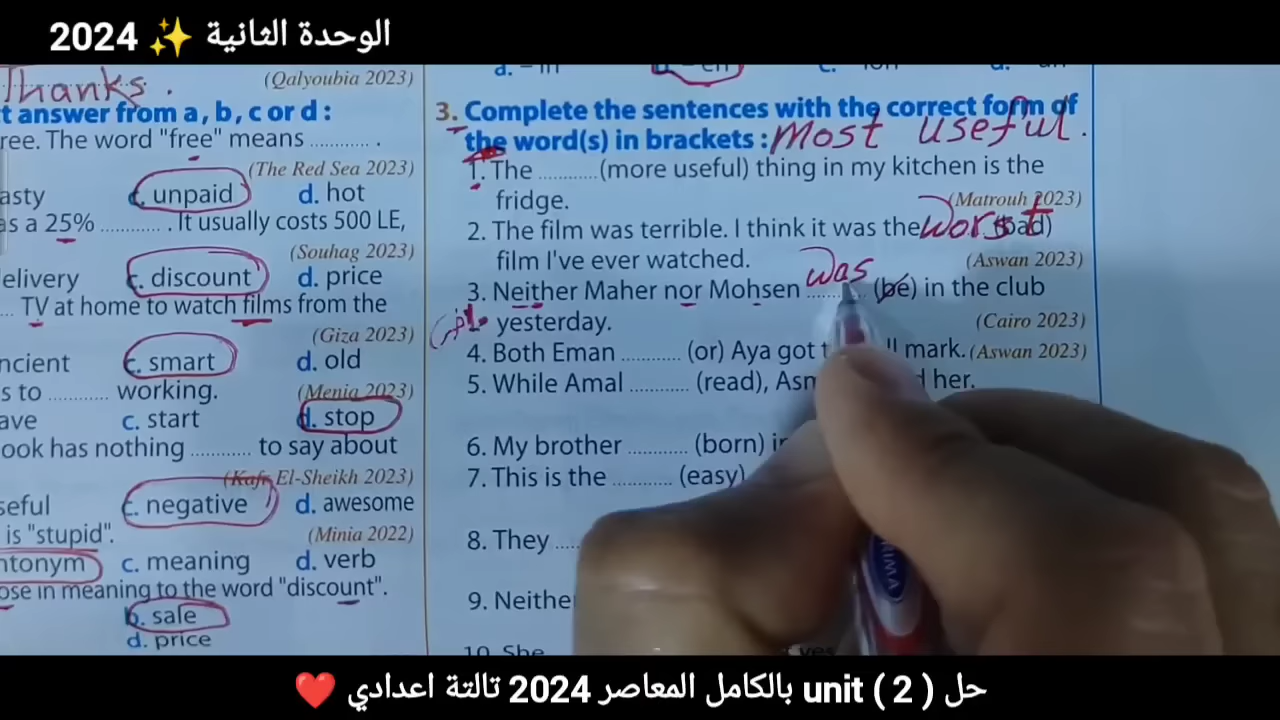 الوحدة الثانية ✨ 2024
Thanks.
(Qalyoubia 2023)
t answer from a, b, c or d :
ree. The word "free" means ............ .
(The Red Sea 2023)
asty c. unpaid d. hot
as a 25% ............ . It usually costs 500 LE,
(Souhag 2023)
elivery c. discount d. price
... TV at home to watch films from the
(Giza 2023)
ncient c. smart d. old
s to ............ working. (Menia 2023)
ave c. start d. stop
ook has nothing ............ to say about
(Kafr El-Sheikh 2023)
seful c. negative d. awesome
is "stupid". (Minia 2022)
ntonym c. meaning d. verb
ose in meaning to the word "discount".
b. sale
d. price
3. Complete the sentences with the correct form of
the word(s) in brackets : most useful.
1. The ............ (more useful) thing in my kitchen is the
fridge. (Matrouh 2023)
2. The film was terrible. I think it was the worst (bad)
film I've ever watched. (Aswan 2023)
was
3. Neither Maher nor Mohsen ............ (be) in the club
yesterday. (Cairo 2023)
4. Both Eman ............ (or) Aya got ll mark. (Aswan 2023)
5. While Amal ............ (read), Asm d her.
6. My brother ............ (born) i
7. This is the ............ (easy)
8. They ....
9. Neithe
10. She
حل unit ( 2 ) بالكامل المعاصر 2024 تالتة اعدادي ❤️